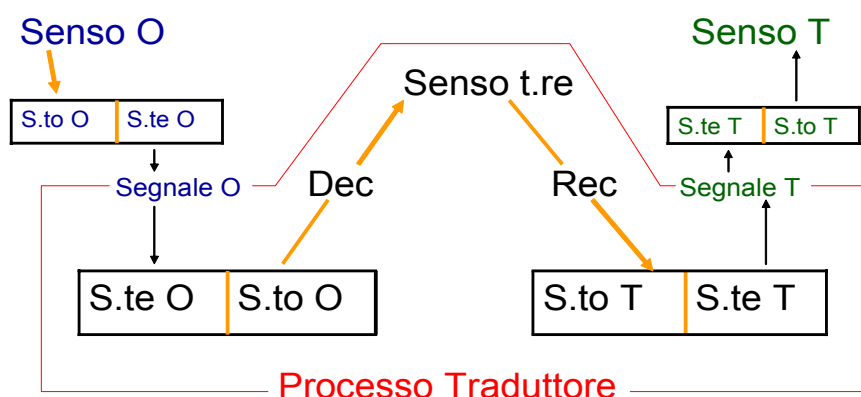 Senso O
Senso T
Senso t.re
S.to O S.te O
S.te T S.to T
Segnale O
Dec
Rec
Segnale T
S.te O S.to O
S.to T S.te T
Processo Traduttore